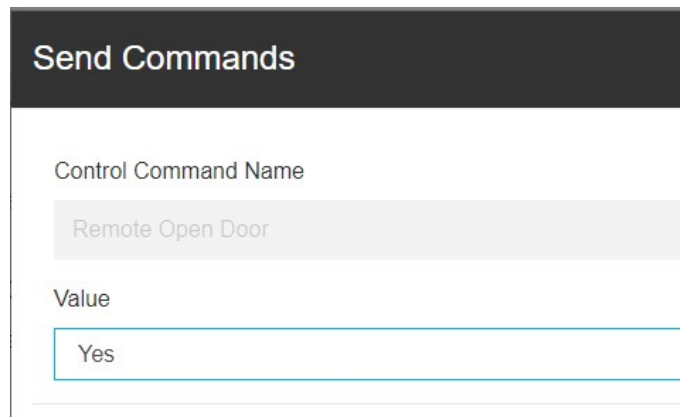 Send Commands
Control Command Name
Remote Open Door
Value
Yes